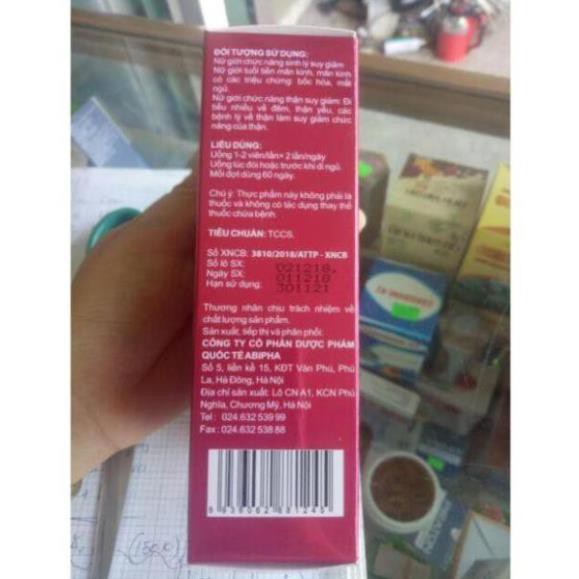 ĐỐI TƯỢNG SỬ DỤNG:
Nữ giới chức năng sinh lý suy giảm
Nữ giới tuổi tiền mãn kinh, mãn kinh
có các triệu chứng: bốc hỏa, mất
ngủ.
Nữ giới chức năng thận suy giảm: Đi
tiểu nhiều về đêm, thận yếu, các
bệnh lý về thận làm suy giảm chức
năng của thận.
LIỀU DÙNG:
Uống 1-2 viên/lần x 2 lần/ngày
Uống lúc đói hoặc trước khi đi ngủ.
Mỗi đợt dùng 60 ngày.
Chú ý: Thực phẩm này không phải là
thuốc và không có tác dụng thay thế
thuốc chữa bệnh.
TIÊU CHUẨN: TCCS.
Số XNCB: 3810/2018/ATTP - XNCB
Số lô SX: 021218.
Ngày SX: 011218
Hạn sử dụng: 301121
Thương nhân chịu trách nhiệm về
chất lượng sản phẩm.
Sản xuất, tiếp thị và phân phối:
CÔNG TY CỔ PHẦN DƯỢC PHẨM
QUỐC TẾ ABIPHA
Số 5, liền kề 15, KĐT Văn Phú, Phú
La, Hà Đông, Hà Nội
Địa chỉ sản xuất: Lô CN A1, KCN Phú
Nghĩa, Chương Mỹ, Hà Nội
Tel: 024.632 539 99
Fax: 024.632 538 88